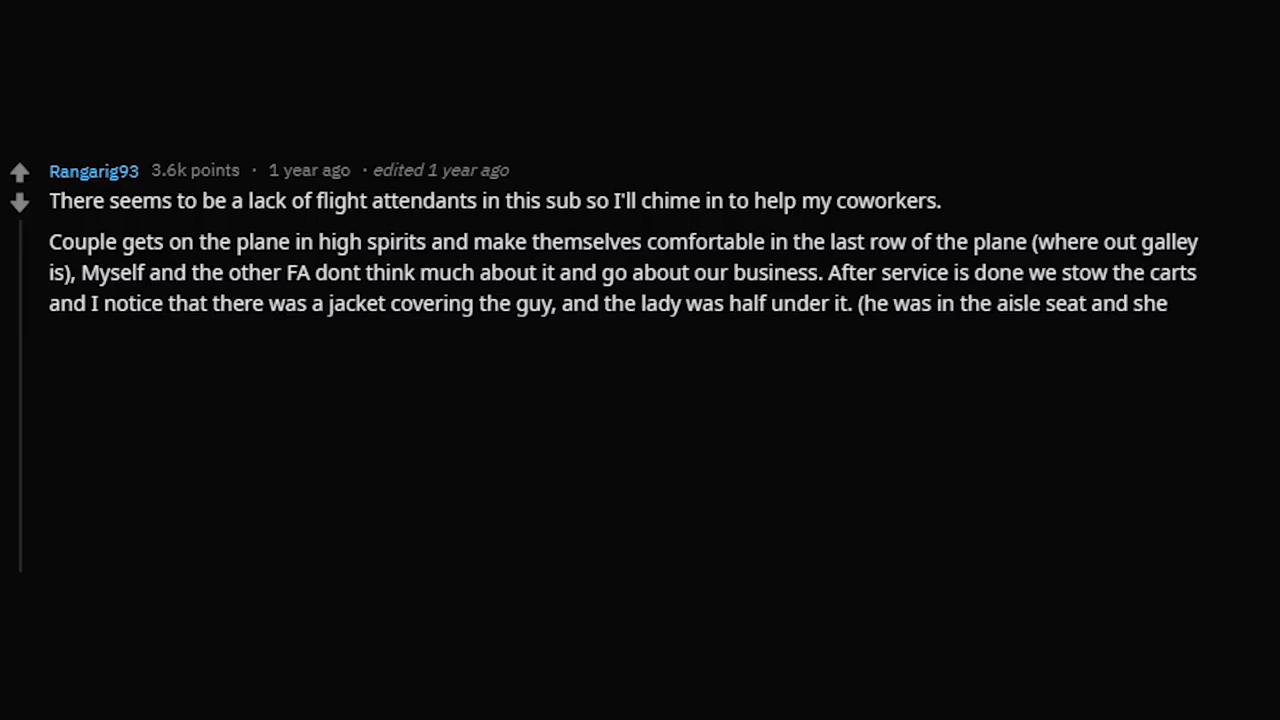 Rangarig93 3.6k points · 1 year ago · edited 1 year ago
There seems to be a lack of flight attendants in this sub so I'll chime in to help my coworkers.
Couple gets on the plane in high spirits and make themselves comfortable in the last row of the plane (where out galley
is), Myself and the other FA dont think much about it and go about our business. After service is done we stow the carts
and I notice that there was a jacket covering the guy, and the lady was half under it. (he was in the aisle seat and she